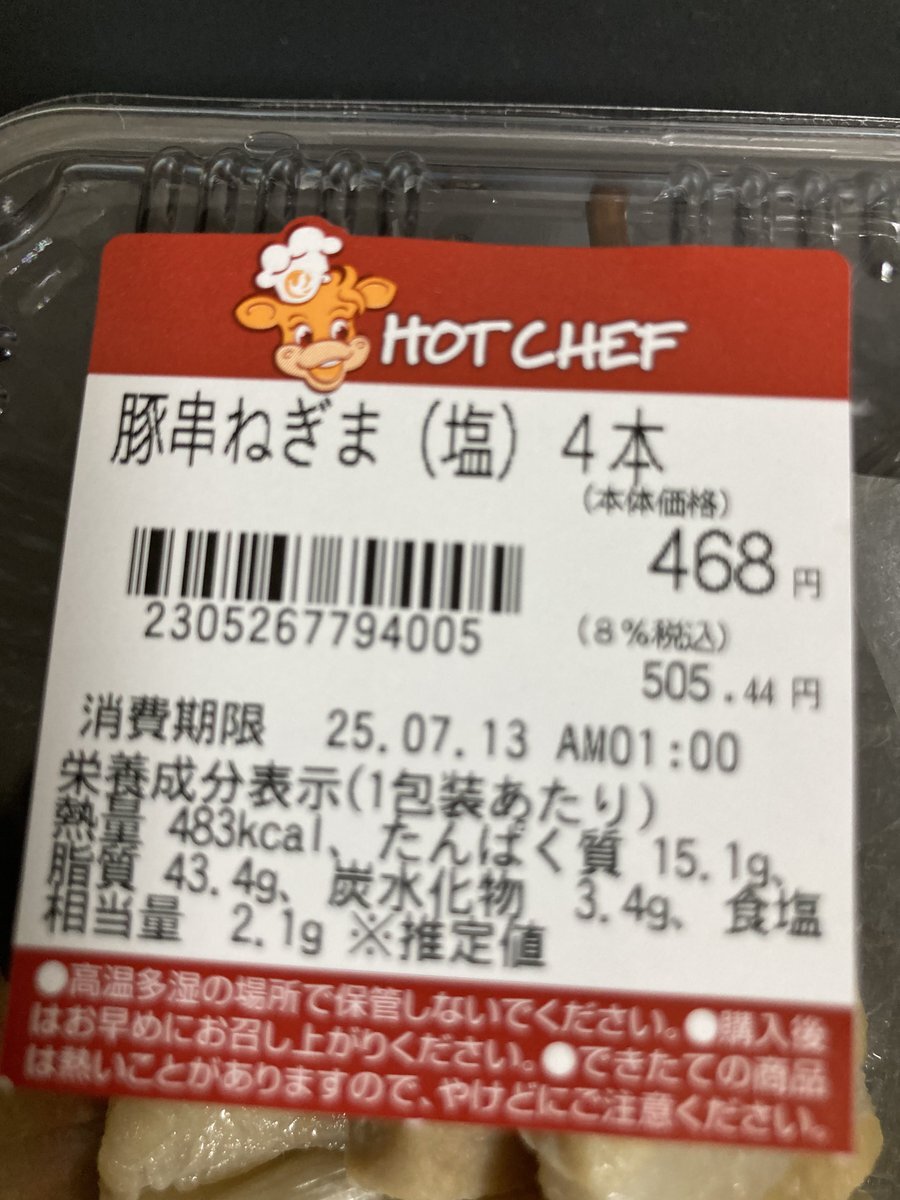 HOT CHEF
豚串ねぎま(塩) 4本
(本体価格)
468 円
2305267794005
(8%税込)
505.44 円
消費期限 25.07.13 AM01:00
栄養成分表示(1包装あたり)
熱量 483kcal、たんぱく質 15.1g、
脂質 43.4g、炭水化物 3.4g、食塩
相当量 2.1g ※推定値
●高温多湿の場所で保管しないでください。●購入後
はお早めにお召し上がりください。●できたての商品
は熱いことがありますので、やけどにご注意ください。